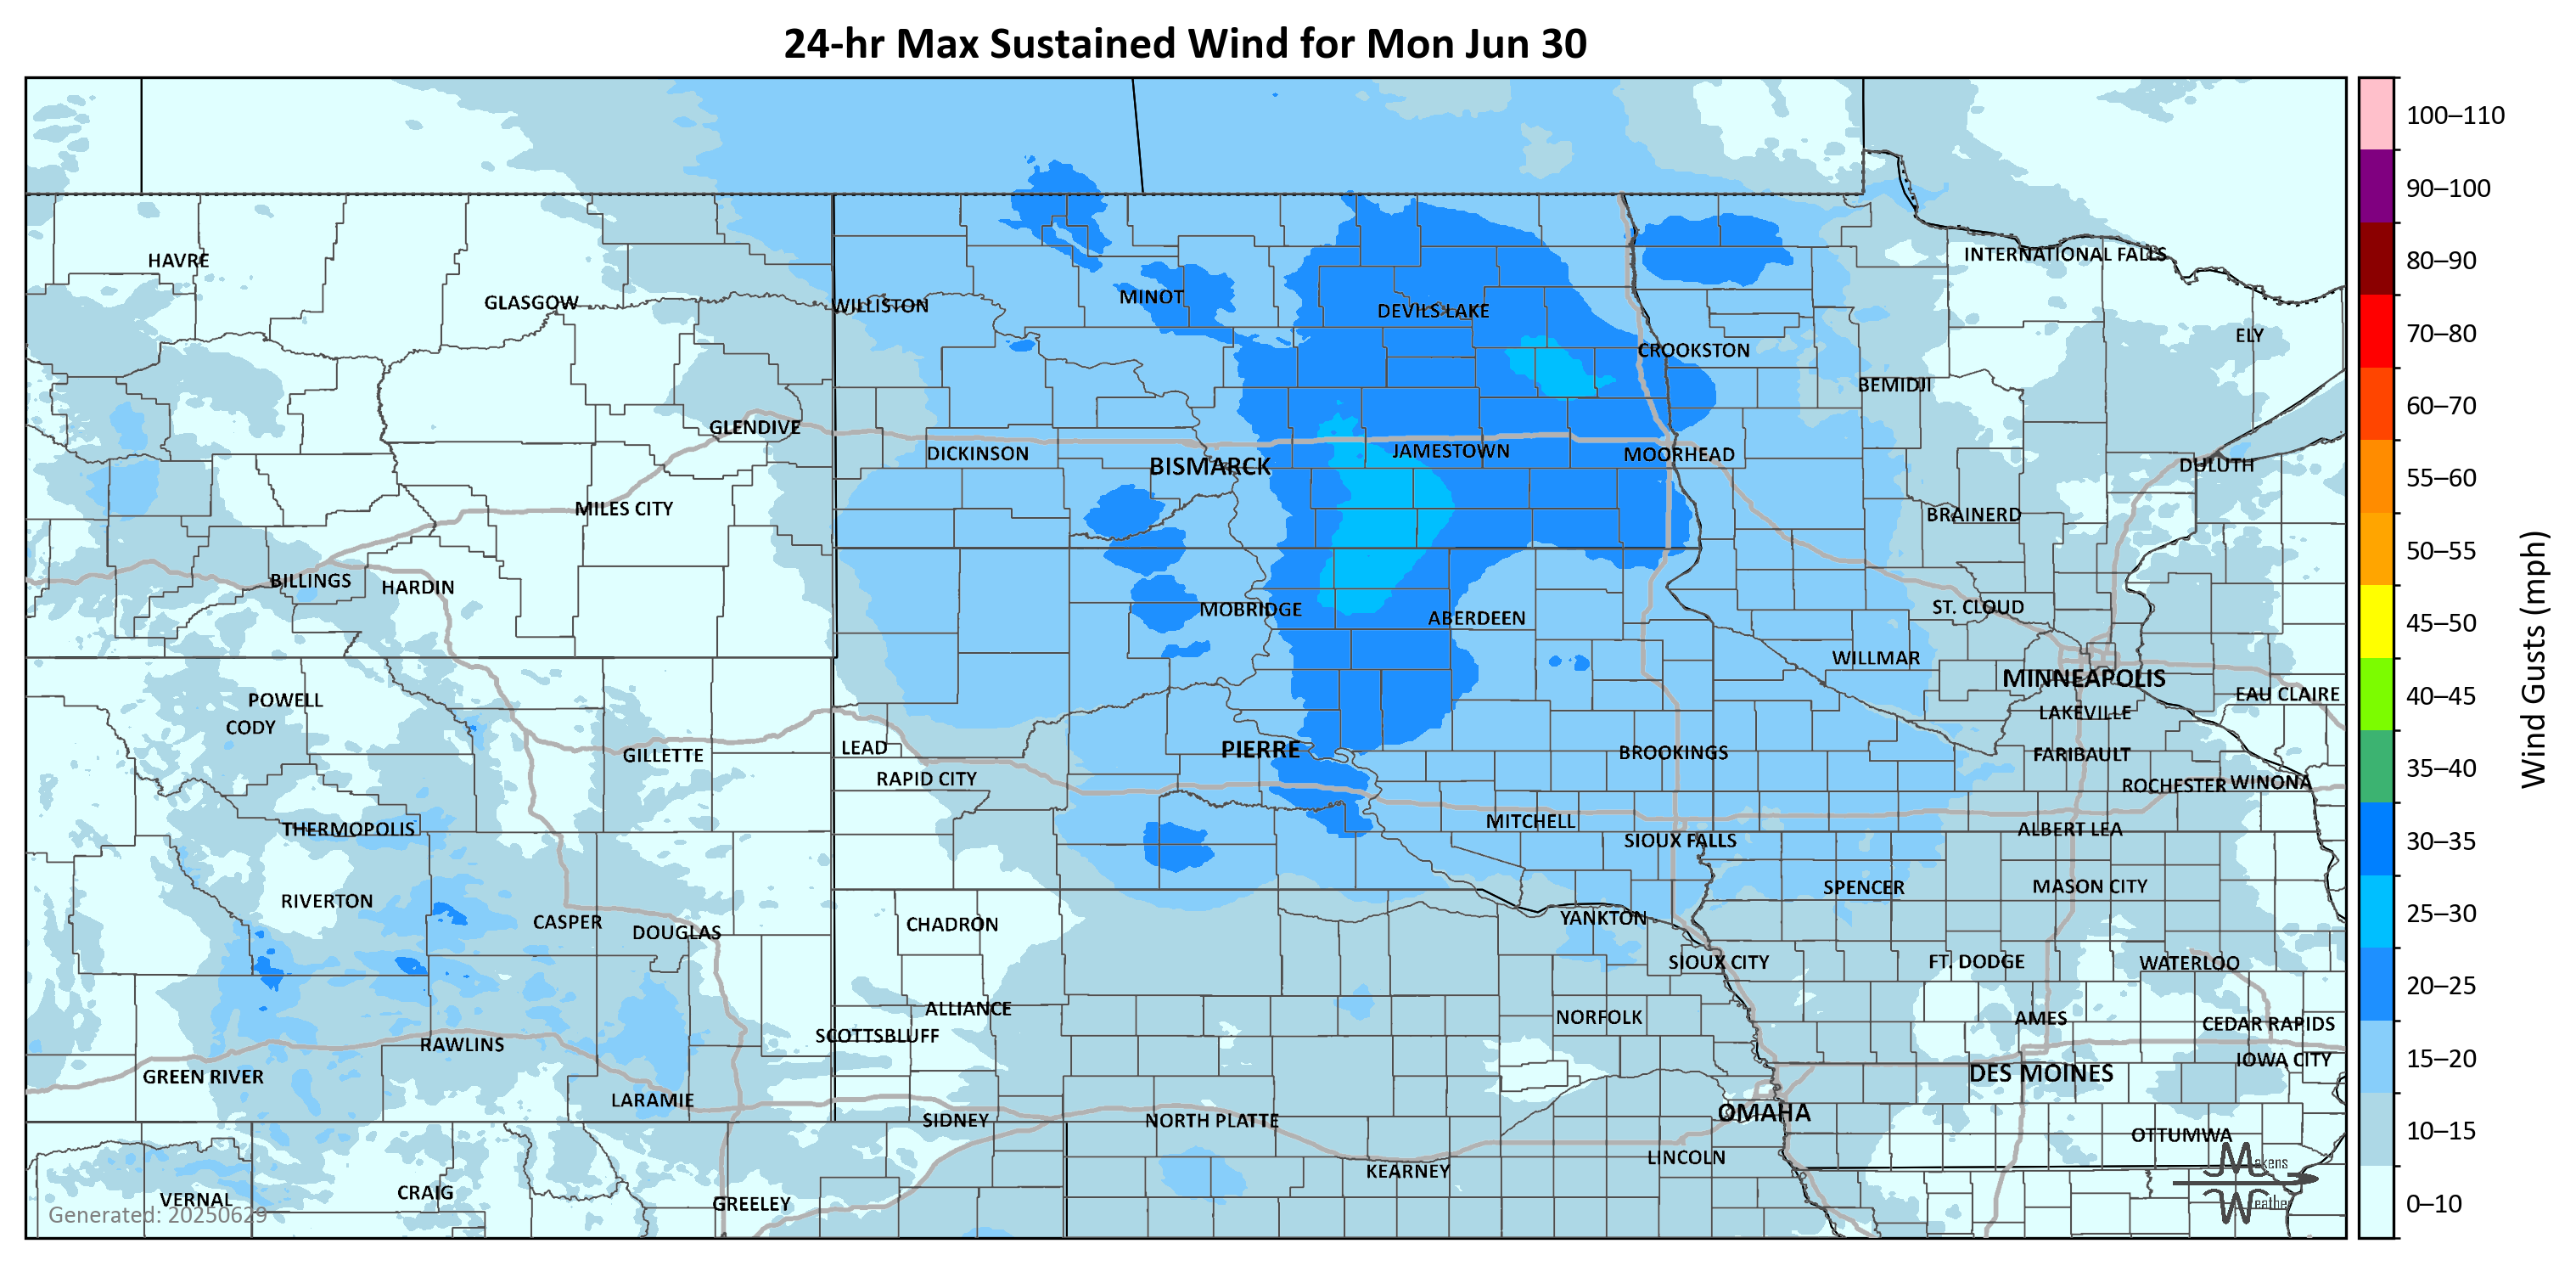 24-hr Max Sustained Wind for Mon Jun 30
100–110
90–100
80–90
70–80
60–70
55–60
50–55
45–50
40–45
35–40
30–35
25–30
20–25
15–20
10–15
0–10
Wind Gusts (mph)
HAVRE
INTERNATIONAL FALLS
GLASGOW
WILLISTON
MINOT
DEVILS LAKE
ELY
CROOKSTON
BEMIDJI
GLENDIVE
DICKINSON
BISMARCK
JAMESTOWN
MOORHEAD
DULUTH
MILES CITY
BRAINERD
BILLINGS
HARDIN
MOBRIDGE
ABERDEEN
ST. CLOUD
WILLMAR
MINNEAPOLIS
POWELL
EAU CLAIRE
CODY
LAKEVILLE
GILLETTE
LEAD
PIERRE
BROOKINGS
FARIBAULT
RAPID CITY
ROCHESTER
WINONA
THERMOPOLIS
MITCHELL
SIOUX FALLS
ALBERT LEA
RIVERTON
SPENCER
MASON CITY
CASPER
DOUGLAS
CHADRON
YANKTON
SIOUX CITY
FT. DODGE
WATERLOO
ALLIANCE
NORFOLK
AMES
CEDAR RAPIDS
SCOTTSBLUFF
RAWLINS
IOWA CITY
GREEN RIVER
DES MOINES
LARAMIE
SIDNEY
NORTH PLATTE
OMAHA
OTTUMWA
KEARNEY
LINCOLN
VERNAL
CRAIG
GREELEY
Makens
Weather
Generated: 20250629